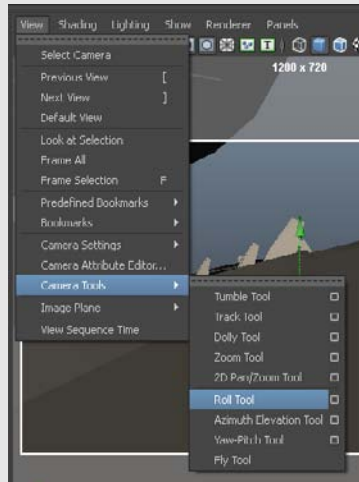 View Shading Lighting Show Renderer Panels
1200 x 720
Select Camera
Previous View [
Next View ]
Default View
Look at Selection
Frame All
Frame Selection F
Predefined Bookmarks
Bookmarks
Camera Settings
Camera Attribute Editor...
Camera Tools
Image Plane
View Sequence Time
Tumble Tool
Track Tool
Dolly Tool
Zoom Tool
2D Pan/Zoom Tool
Roll Tool
Azimuth Elevation Tool
Yaw-Pitch Tool
Fly Tool